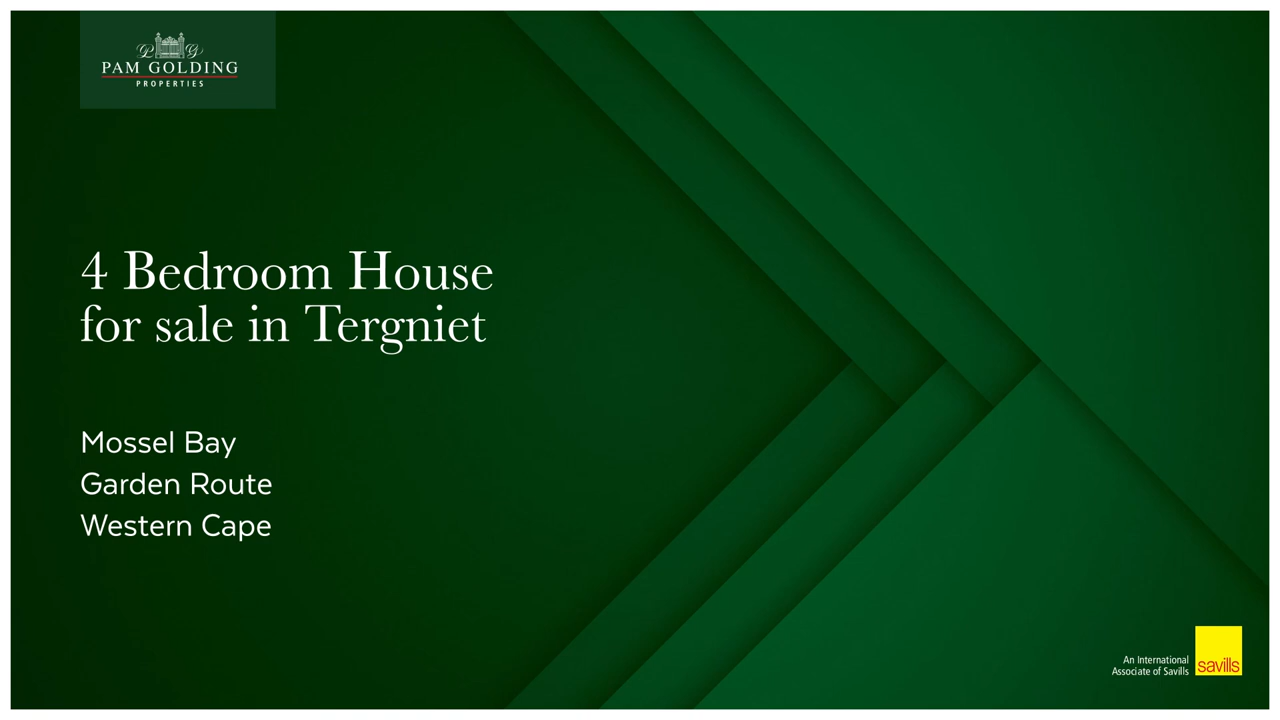 PAM GOLDING
PROPERTIES
4 Bedroom House
for sale in Tergniet
Mossel Bay
Garden Route
Western Cape
An International
Associate of Savills
savills